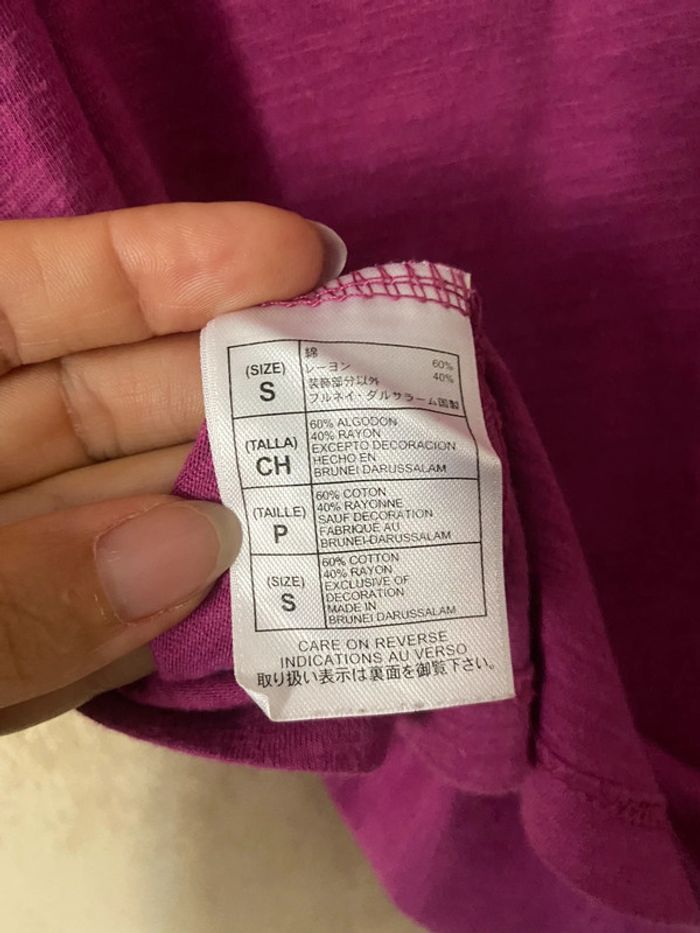 (SIZE)
S
綿 60%
レーヨン 40%
装飾部分以外
ブルネイ・ダルサラーム国製
(TALLA)
CH
60% ALGODON
40% RAYON
EXCEPTO DECORACION
HECHO EN
BRUNEI DARUSSALAM
(TAILLE)
P
60% COTON
40% RAYONNE
SAUF DECORATION
FABRIQUE AU
BRUNEI-DARUSSALAM
(SIZE)
S
60% COTTON
40% RAYON
EXCLUSIVE OF
DECORATION
MADE IN
BRUNEI DARUSSALAM
CARE ON REVERSE
INDICATIONS AU VERSO
取り扱い表示は裏面を御覧下さい。